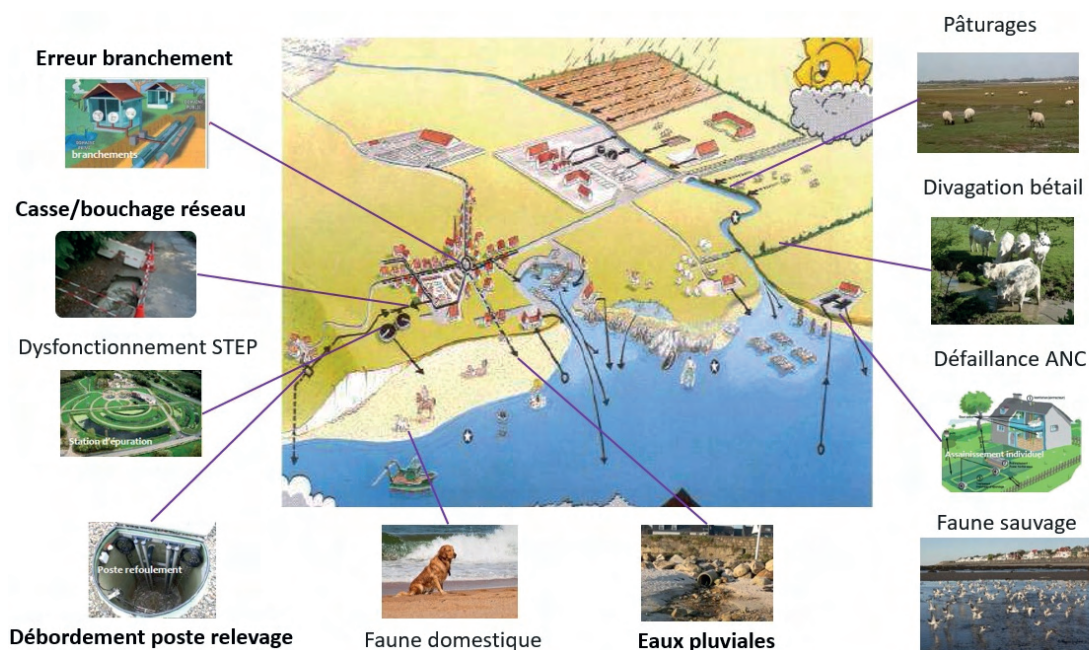 Pâturages
Erreur branchement
branchements
Casse/bouchage réseau
Divagation bétail
Dysfonctionnement STEP
Station d'épuration
Défaillance ANC
Assainissement individuel
Poste refoulement
Débordement poste relevage
Faune domestique
Eaux pluviales
Faune sauvage